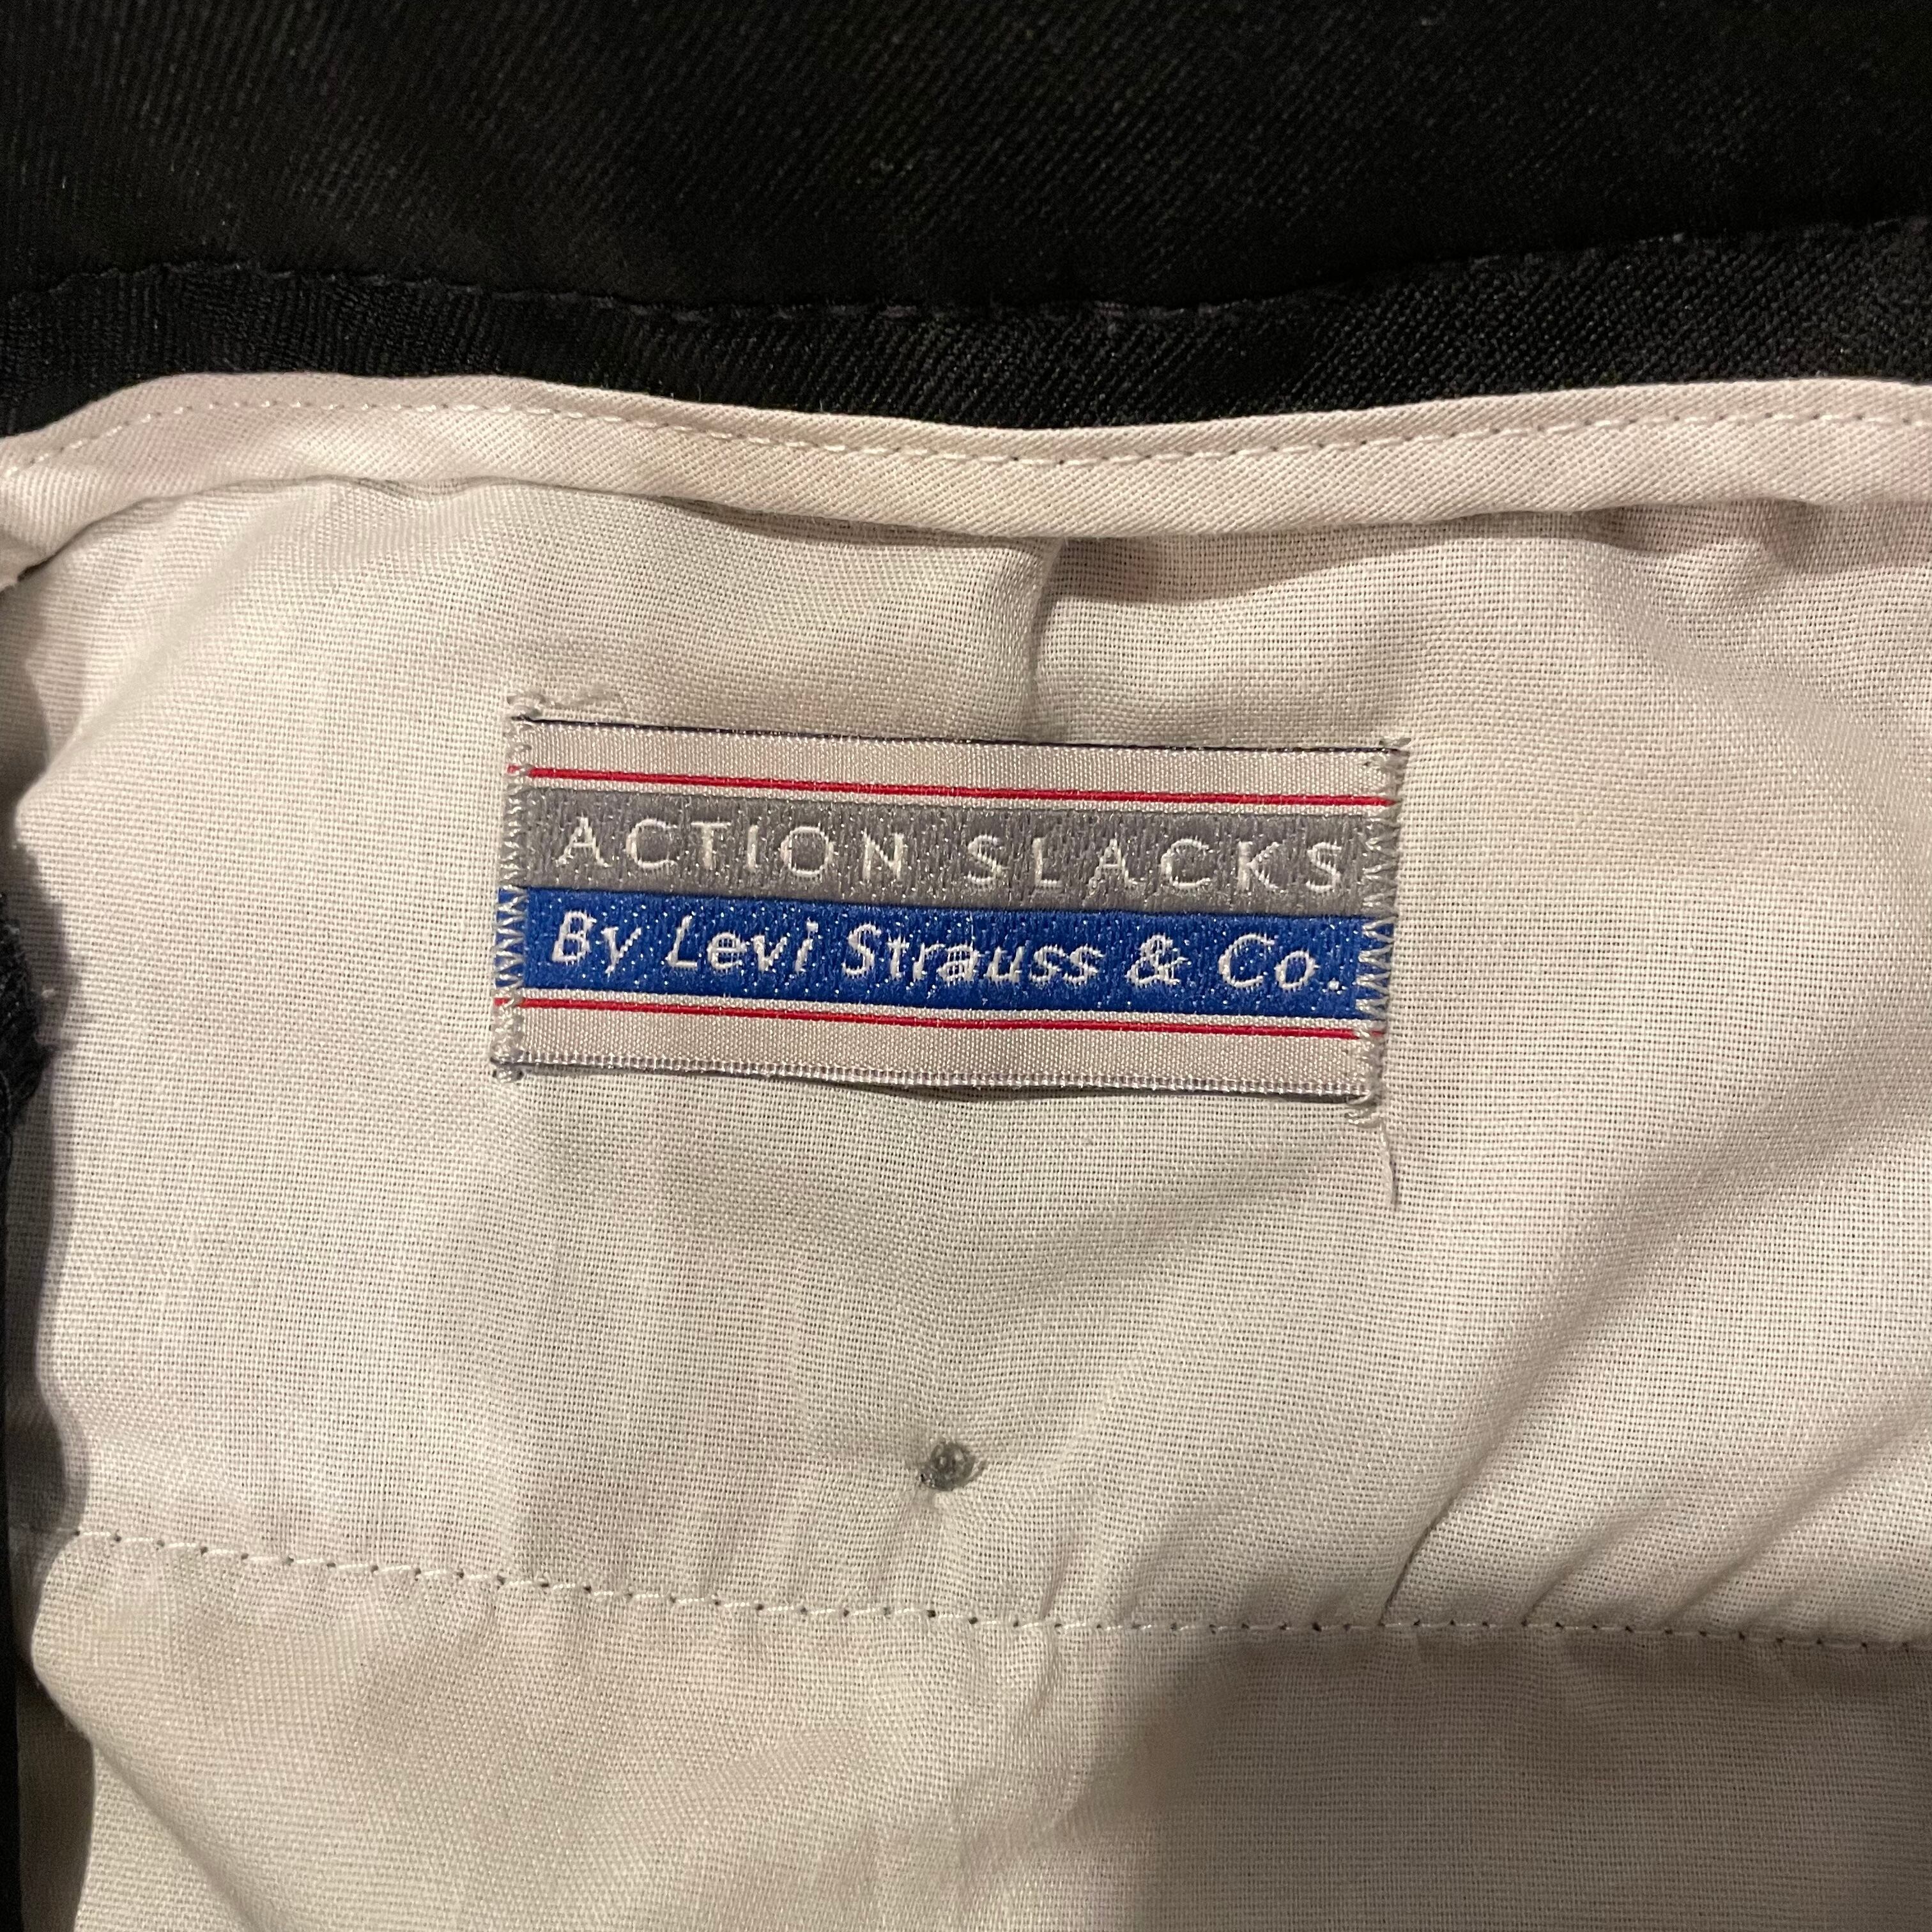 ACTION SLACKS
By Levi Strauss & Co.